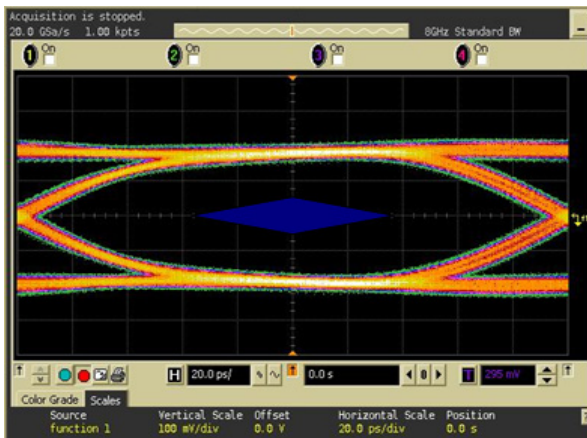 Acquisition is stopped.
20.0 GSa/s 1.00 kpts
8GHz Standard BW
1 On 2 On 3 On 4 On
H 20.0 ps/ 0.0 s 0 T 295 mV
Color Grade Scales
Source Vertical Scale Offset Horizontal Scale Position
function 1 100 mV/div 0.0 V 20.0 ps/div 0.0 s